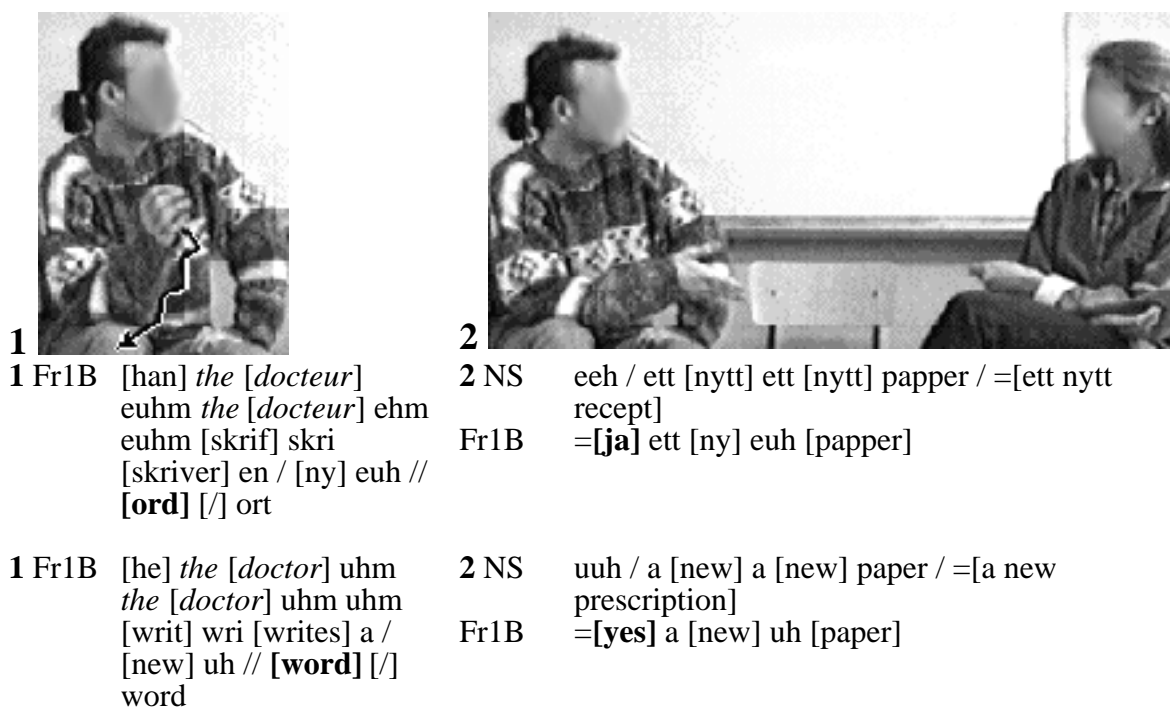 1
2
1 Fr1B [han] the [docteur]
euhm the [docteur] ehm
euhm [skrif] skri
[skriver] en / [ny] euh //
[ord] [/] ort
2 NS eeh / ett [nytt] ett [nytt] papper / =[ett nytt
recept]
Fr1B =[ja] ett [ny] euh [papper]
1 Fr1B [he] the [doctor] uhm
the [doctor] uhm uhm
[writ] wri [writes] a /
[new] uh // [word] [/]
word
2 NS uuh / a [new] a [new] paper / =[a new
prescription]
Fr1B =[yes] a [new] uh [paper]